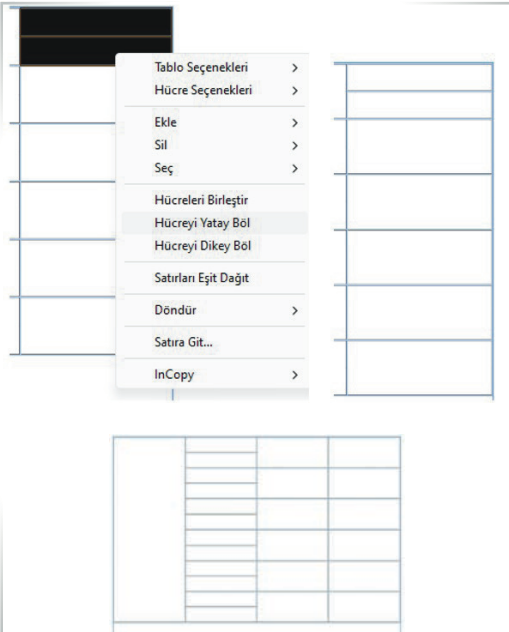 Tablo Seçenekleri
Hücre Seçenekleri
Ekle
Sil
Seç
Hücreleri Birleştir
Hücreyi Yatay Böl
Hücreyi Dikey Böl
Satırları Eşit Dağıt
Döndür
Satıra Git...
InCopy